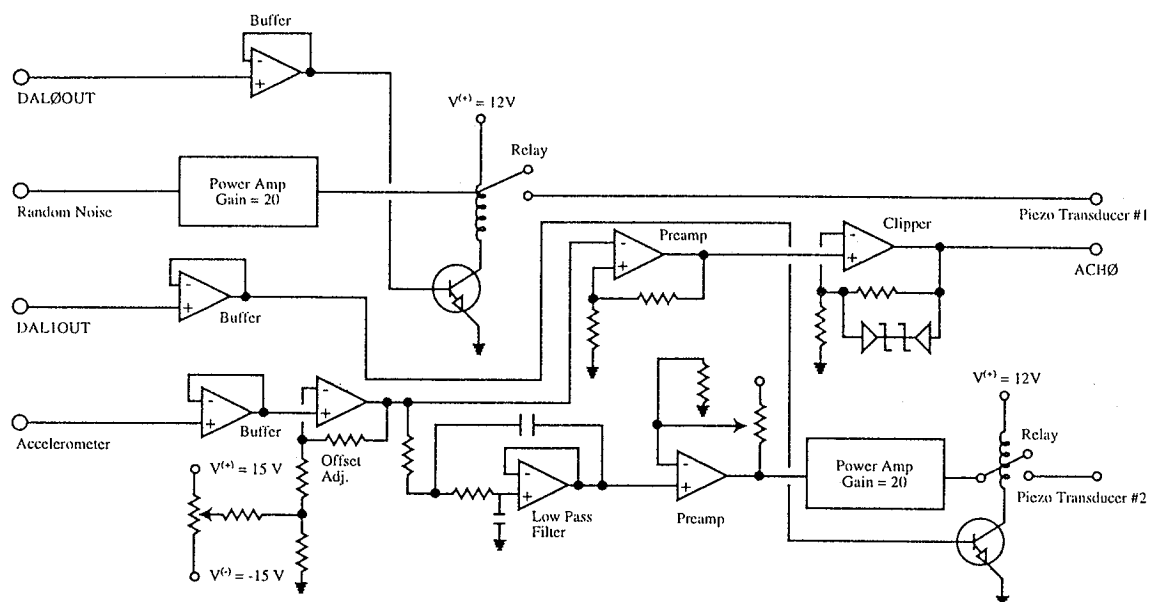 Buffer
DALØOUT
V(+) = 12V
Relay
Power Amp
Gain = 20
Random Noise
Piezo Transducer #1
Preamp
Clipper
ACHØ
DAL1OUT
Buffer
V(+) = 12V
Accelerometer
Buffer
Offset
Adj.
Relay
V(+) = 15 V
Power Amp
Gain = 20
Piezo Transducer #2
Low Pass
Filter
Preamp
V(-) = -15 V
- + - + - + - + - + - + - + - +